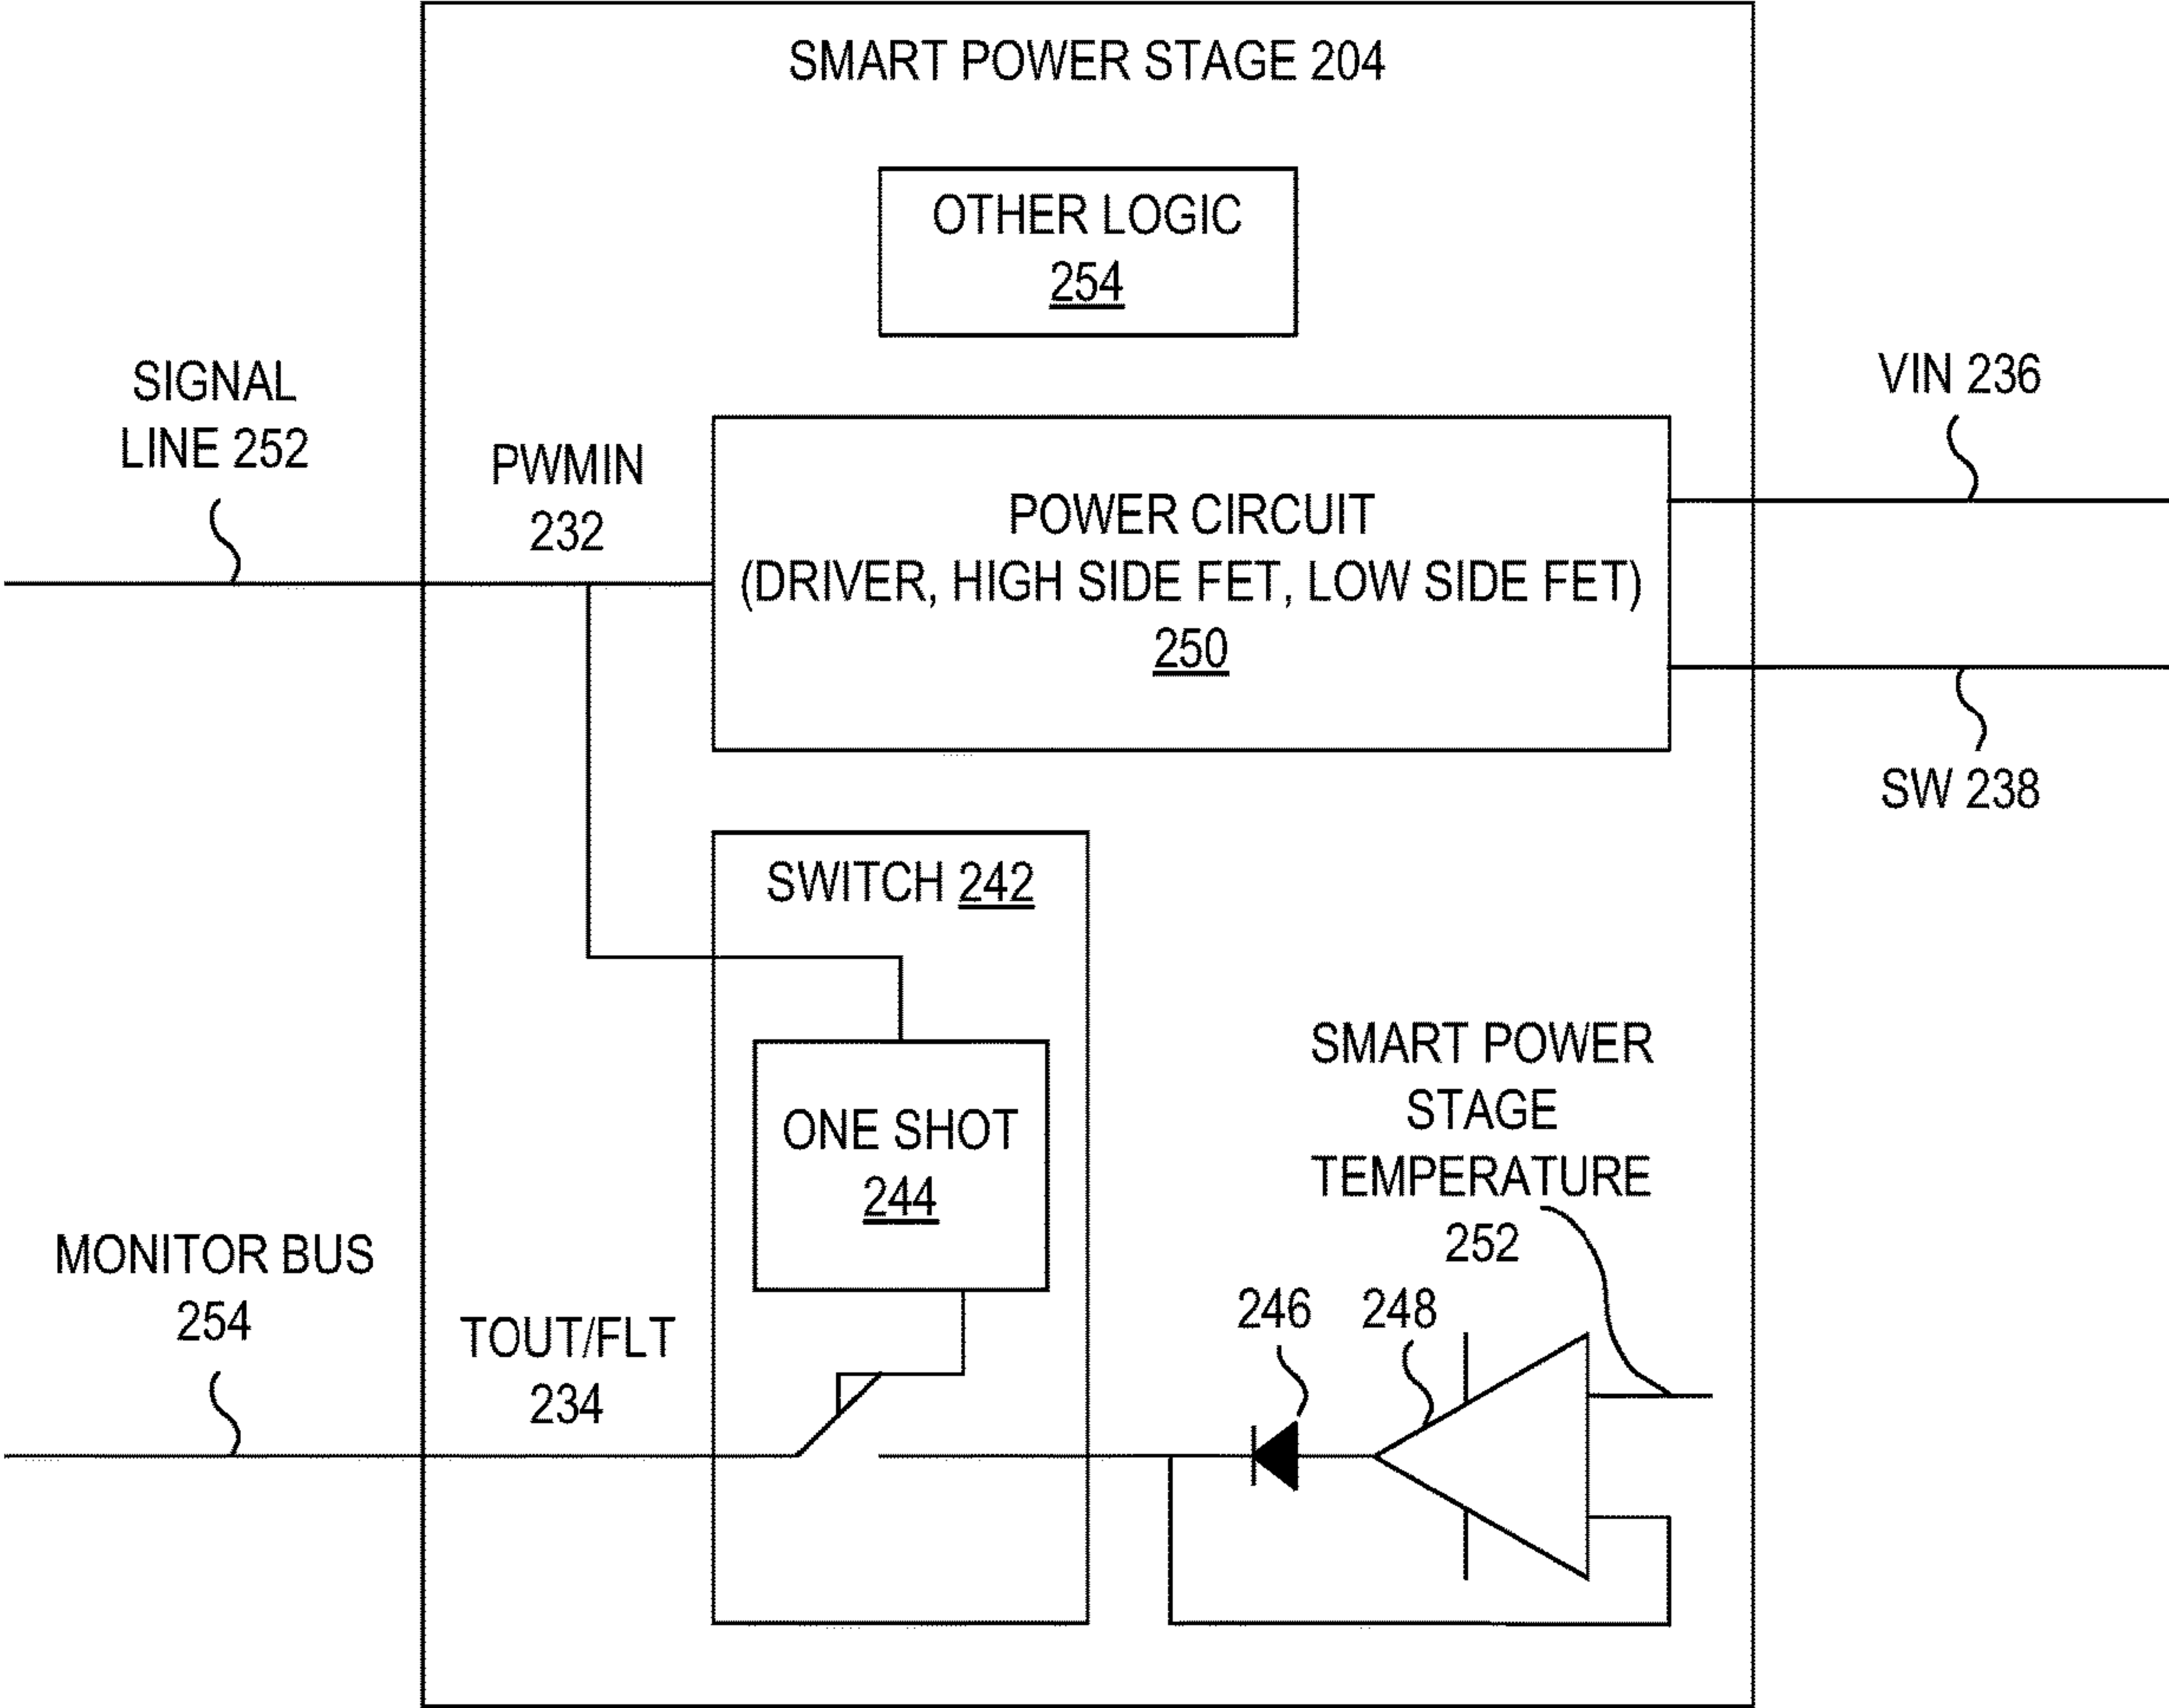 SMART POWER STAGE 204
OTHER LOGIC
254
SIGNAL
LINE 252
PWMIN
232
POWER CIRCUIT
(DRIVER, HIGH SIDE FET, LOW SIDE FET)
250
VIN 236
SW 238
SWITCH 242
ONE SHOT
244
SMART POWER
STAGE
TEMPERATURE
252
MONITOR BUS
254
TOUT/FLT
234
246
248